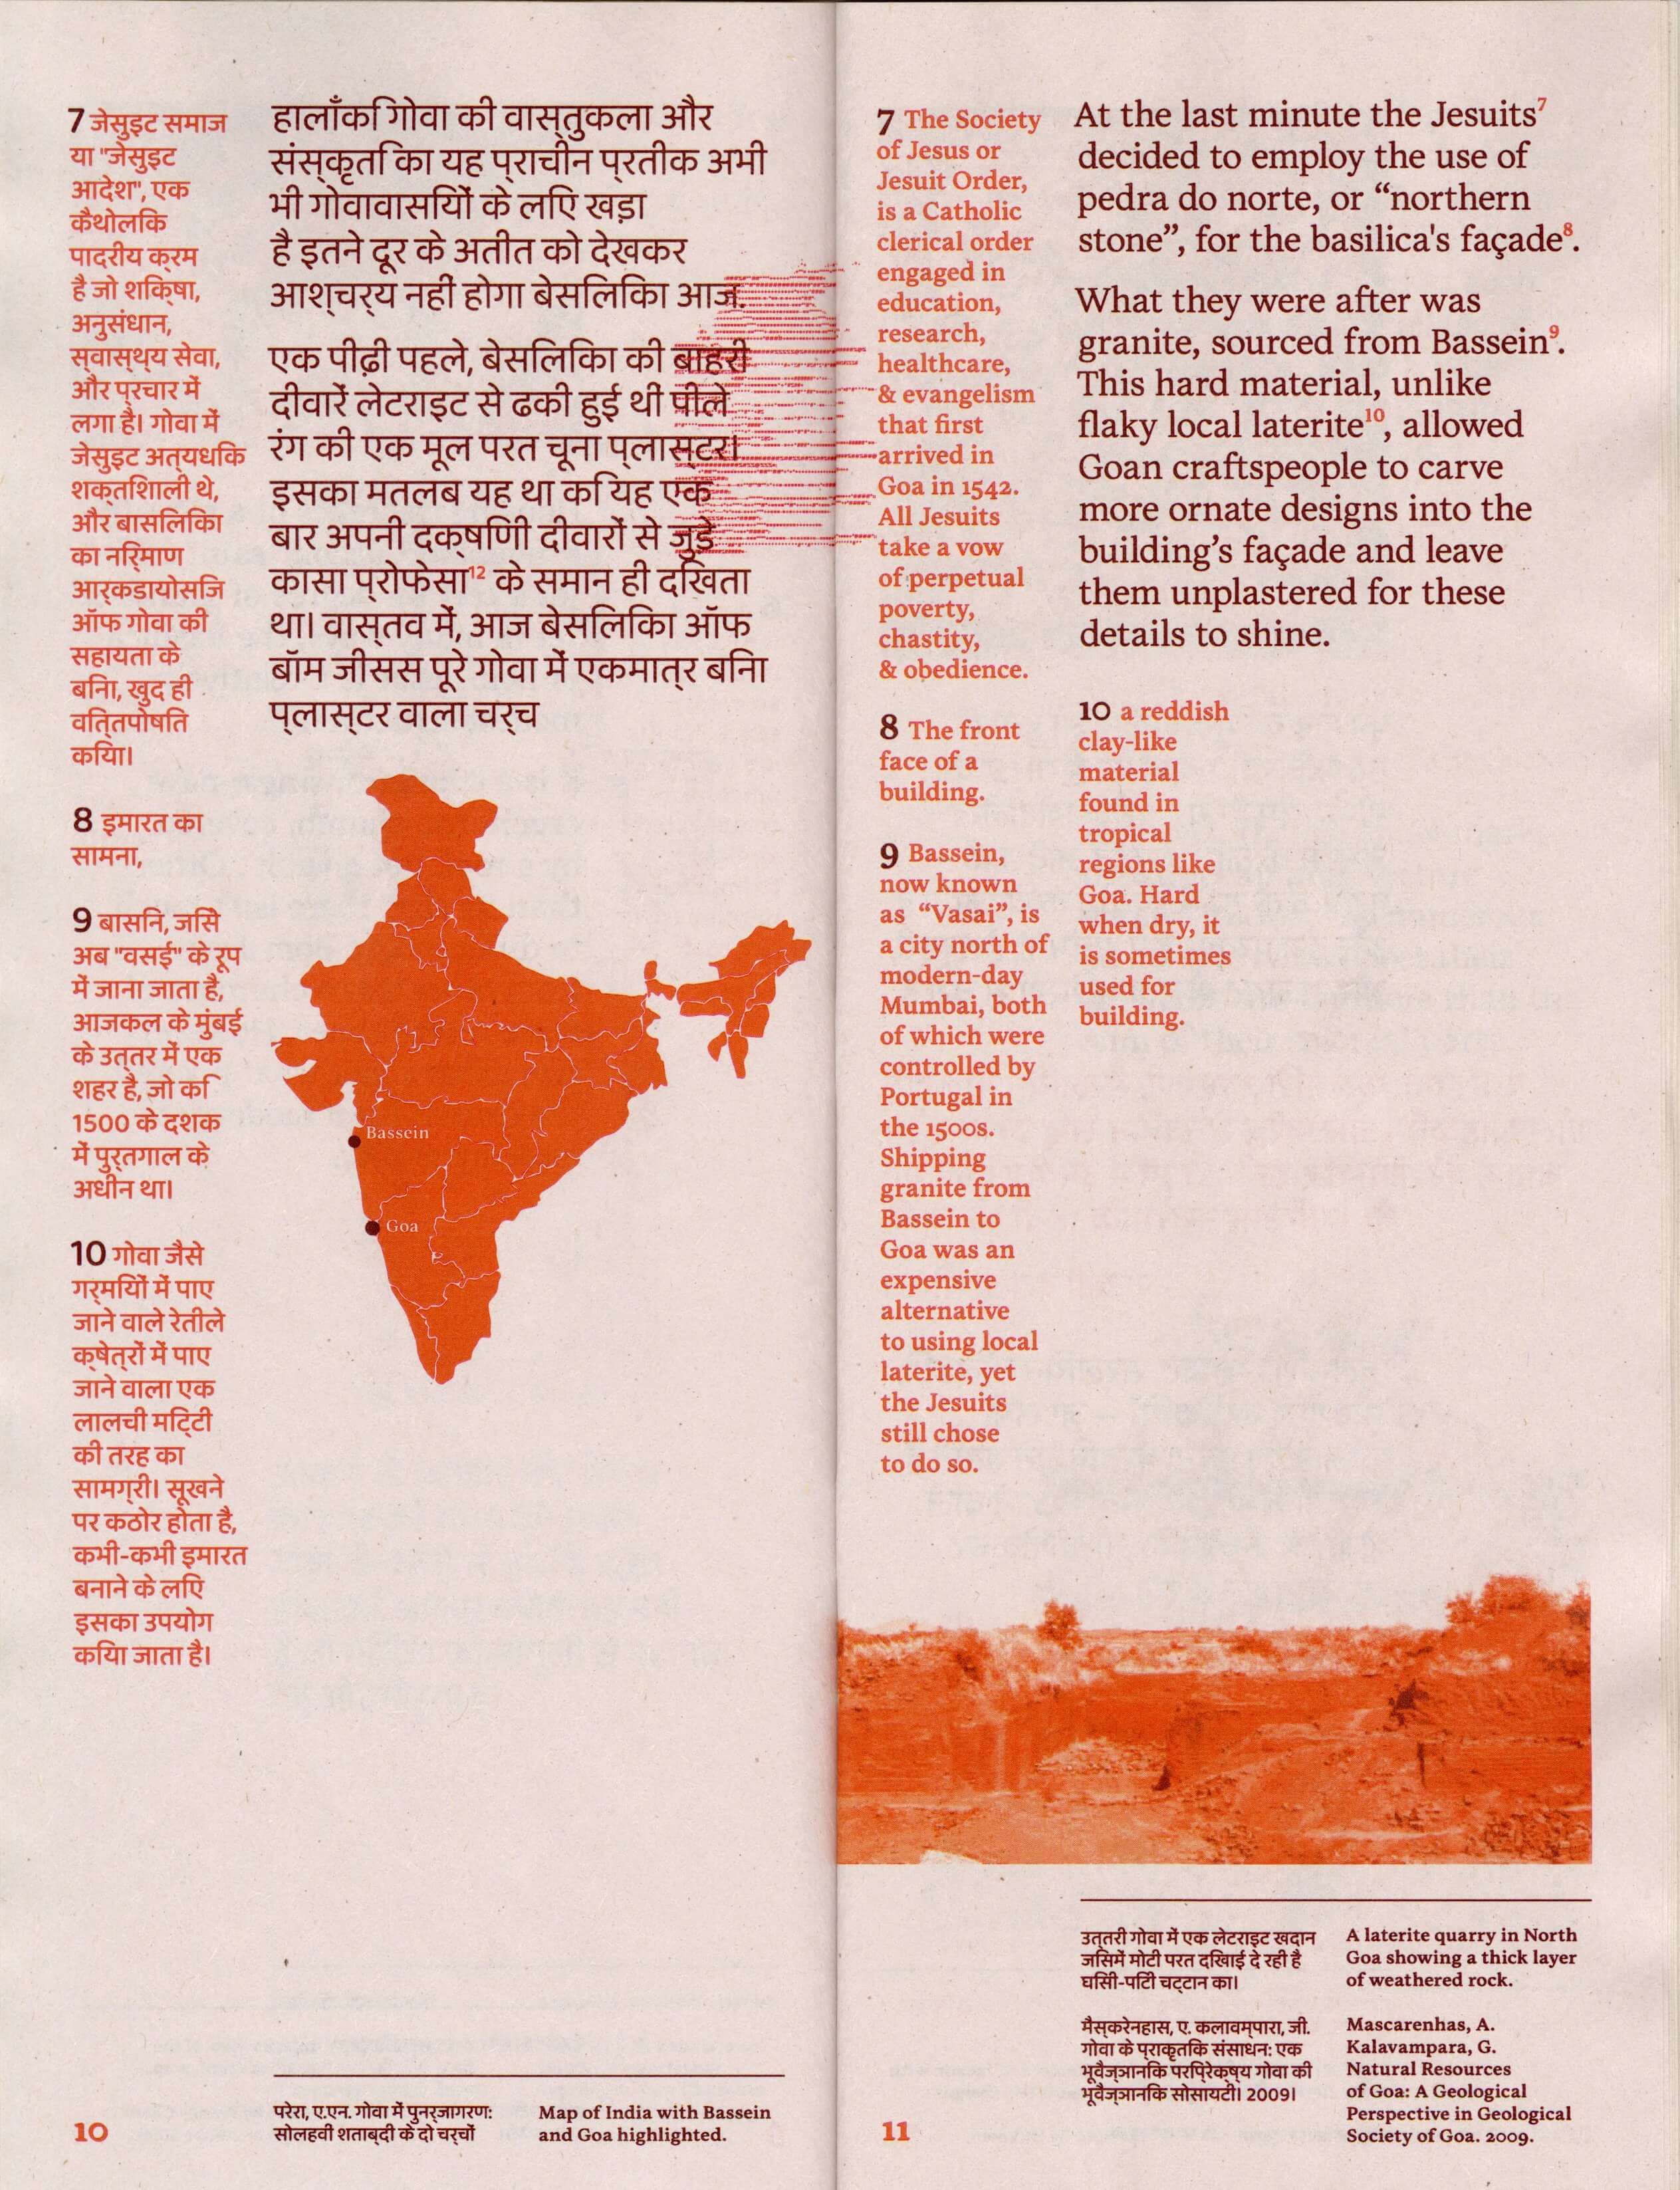 7 जेसुइट समाज
या "जेसुइट
आदेश", एक
कैथोलिक
पादरीय क्रम
है जो शिक्षा,
अनुसंधान,
स्वास्थ्य सेवा,
और प्रचार में
लगा है। गोवा में
जेसुइट अत्यधिक
शक्तिशाली थे,
और बासिलिका
का निर्माण
आर्कडायोसिज
ऑफ गोवा की
सहायता के
बिना, खुद ही
वित्तपोषित
किया।
8 इमारत का
सामना,
9 बासिन, जिसे
अब "वसई" के रूप
में जाना जाता है,
आजकल के मुंबई
के उत्तर में एक
शहर है, जो कि
1500 के दशक
में पुर्तगाल के
अधीन था।
10 गोवा जैसे
गर्मियों में पाए
जाने वाले रेतीले
क्षेत्रों में पाए
जाने वाला एक
लालची मिट्टी
की तरह का
सामग्री। सूखने
पर कठोर होता है,
कभी-कभी इमारत
बनाने के लिए
इसका उपयोग
किया जाता है।
हालाँकि गोवा की वास्तुकला और
संस्कृति का यह प्राचीन प्रतीक अभी
भी गोवावासियों के लिए खड़ा
है इतने दूर के अतीत को देखकर
आश्चर्य नहीं होगा बेसिलिका आज.
एक पीढ़ी पहले, बेसिलिका की बाहरी
दीवारें लेटराइट से ढकी हुई थी पीले
रंग की एक मूल परत चूना प्लास्टर।
इसका मतलब यह था कि यह एक
बार अपनी दक्षिणी दीवारों से जुड़े
कासा प्रोफेसा¹² के समान ही दिखता
था। वास्तव में, आज बेसिलिका ऑफ
बॉम जीसस पूरे गोवा में एकमात्र बिना
प्लास्टर वाला चर्च
Bassein
Goa
परेरा, ए.एन. गोवा में पुनर्जागरण:
सोलहवी शताब्दी के दो चर्चों
Map of India with Bassein
and Goa highlighted.
10
7 The Society
of Jesus or
Jesuit Order,
is a Catholic
clerical order
engaged in
education,
research,
healthcare,
& evangelism
that first
arrived in
Goa in 1542.
All Jesuits
take a vow
of perpetual
poverty,
chastity,
& obedience.
8 The front
face of a
building.
9 Bassein,
now known
as “Vasai”, is
a city north of
modern-day
Mumbai, both
of which were
controlled by
Portugal in
the 1500s.
Shipping
granite from
Bassein to
Goa was an
expensive
alternative
to using local
laterite, yet
the Jesuits
still chose
to do so.
At the last minute the Jesuits⁷
decided to employ the use of
pedra do norte, or “northern
stone”, for the basilica's façade⁸.
What they were after was
granite, sourced from Bassein⁹.
This hard material, unlike
flaky local laterite¹⁰, allowed
Goan craftspeople to carve
more ornate designs into the
building’s façade and leave
them unplastered for these
details to shine.
10 a reddish
clay-like
material
found in
tropical
regions like
Goa. Hard
when dry, it
is sometimes
used for
building.
उत्तरी गोवा में एक लेटराइट खदान
जिसमें मोटी परत दिखाई दे रही है
घिसी-पिटी चट्टान का।
मैस्करेनहास, ए. कलावम्पारा, जी.
गोवा के प्राकृतिक संसाधन: एक
भूवैज्ञानिक परिप्रेक्ष्य गोवा की
भूवैज्ञानिक सोसायटी। 2009।
A laterite quarry in North
Goa showing a thick layer
of weathered rock.
Mascarenhas, A.
Kalavampara, G.
Natural Resources
of Goa: A Geological
Perspective in Geological
Society of Goa. 2009.
11